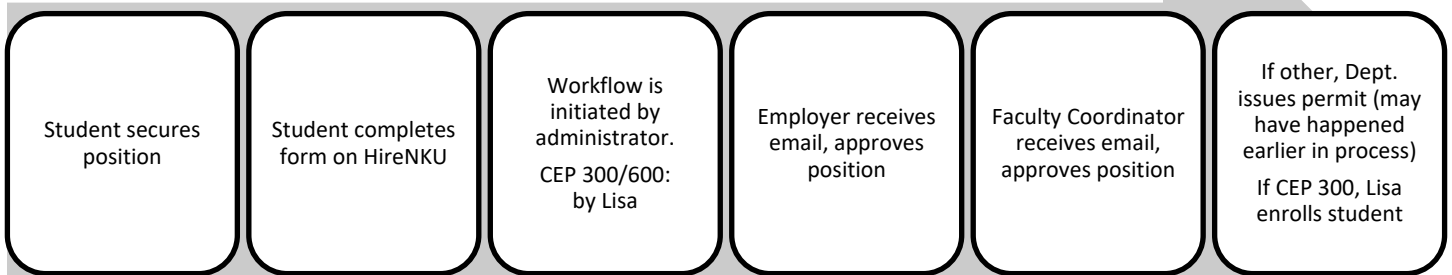 Student secures
position
Student completes
form on HireNKU
Workflow is
initiated by
administrator.
CEP 300/600:
by Lisa
Employer receives
email, approves
position
Faculty Coordinator
receives email,
approves position
If other, Dept.
issues permit (may
have happened
earlier in process)
If CEP 300, Lisa
enrolls student